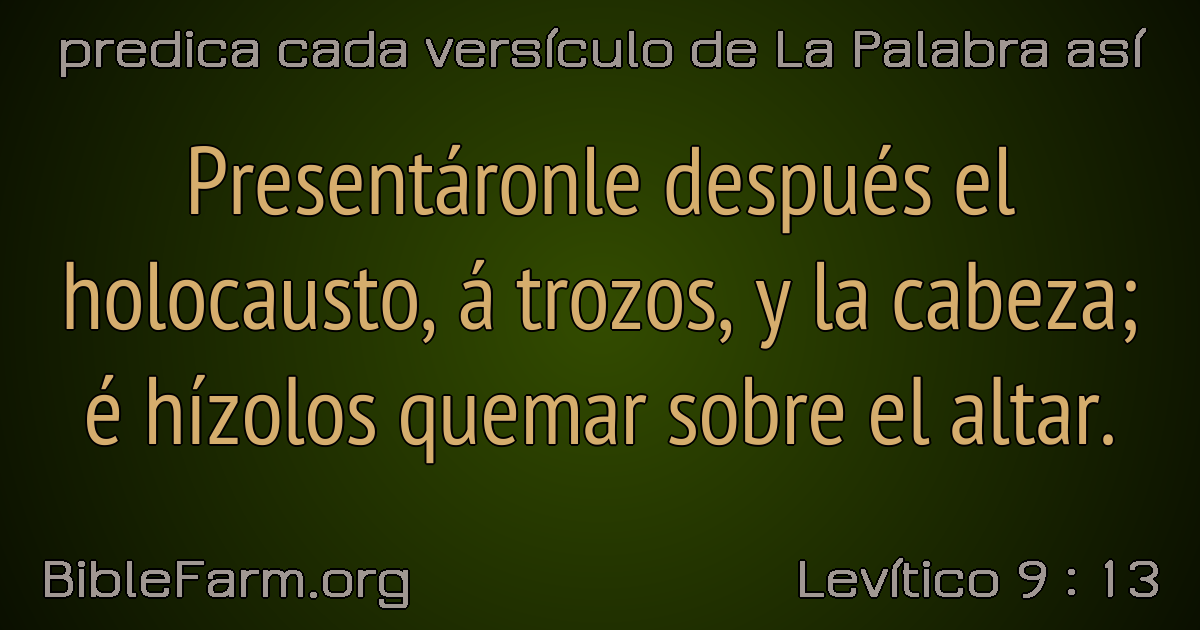 predica cada versículo de La Palabra así
Presentáronle después el
holocausto, á trozos, y la cabeza;
é hízolos quemar sobre el altar.
BibleFarm.org
Levítico 9 : 13